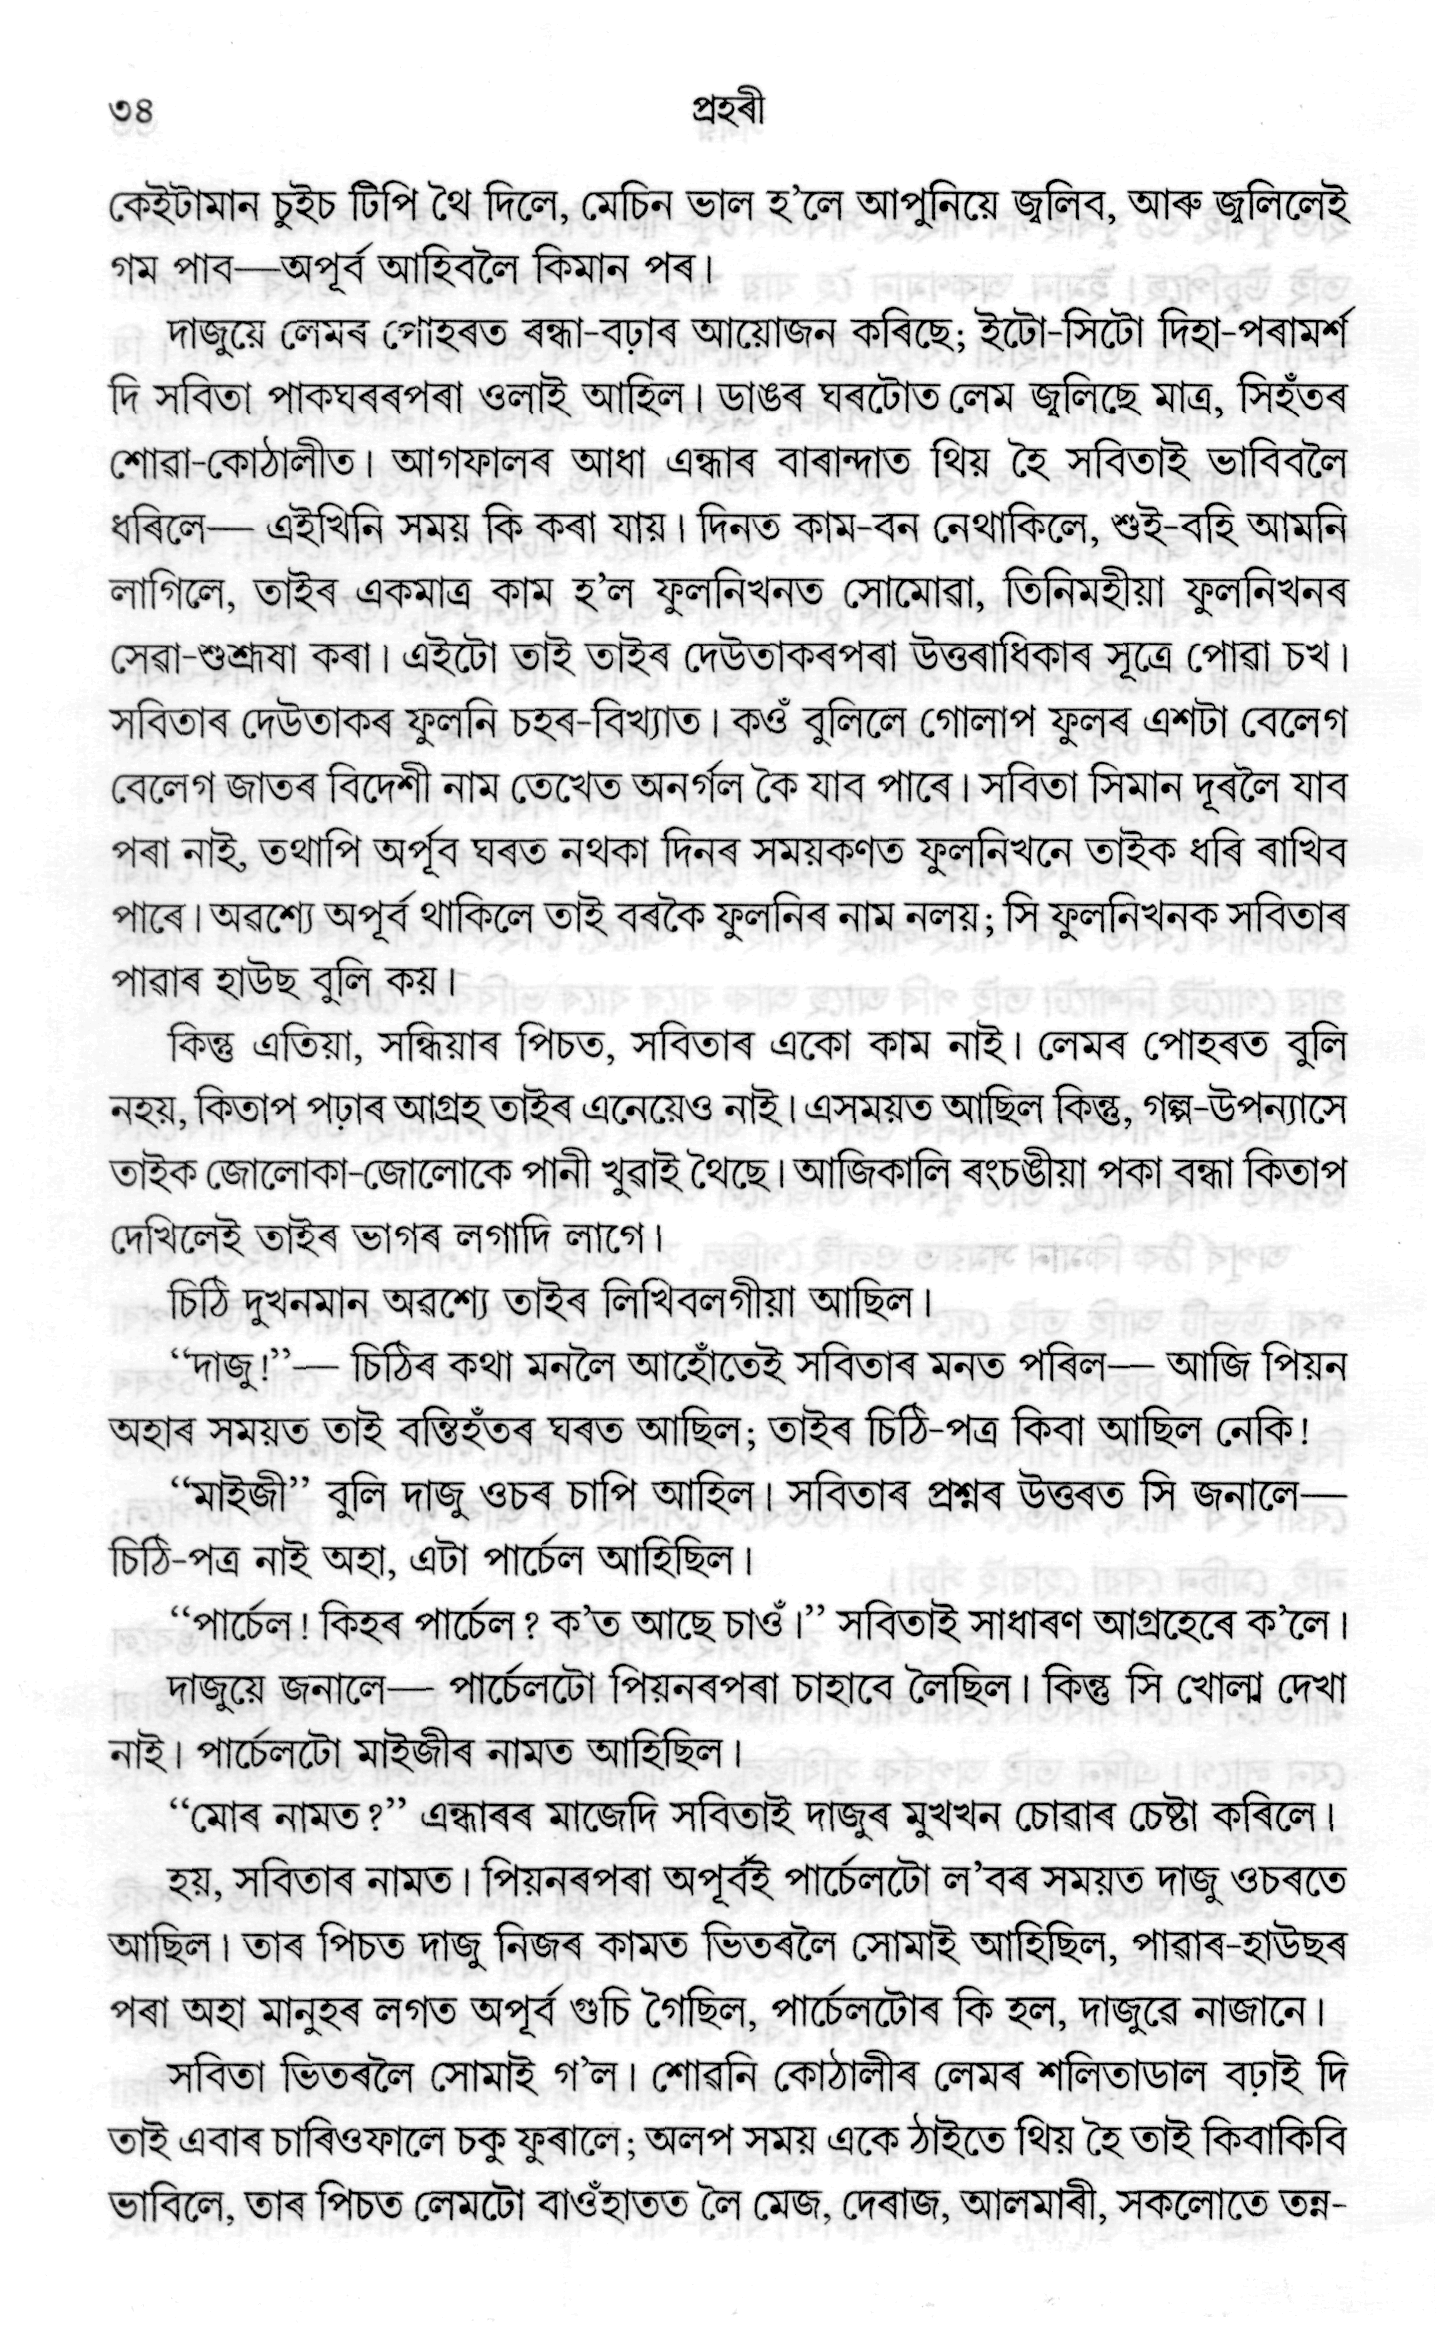 ৩৪
প্ৰহৰী
কেইটামান চুইচ টিপি থৈ দিলে, মেচিন ভাল হ’লে আপুনিয়ে জ্বলিব, আৰু জ্বলিলেই
গম পাব—অপূৰ্ব আহিবলৈ কিমান পৰ।
দাজুয়ে লেমৰ পোহৰত ৰন্ধা-বঢ়াৰ আয়োজন কৰিছে; ইটো-সিটো দিহা-পৰামৰ্শ
দি সবিতা পাকঘৰৰপৰা ওলাই আহিল। ডাঙৰ ঘৰটোত লেম জ্বলিছে মাত্ৰ, সিহঁতৰ
শোৱা-কোঠালীত। আগফালৰ আধা এন্ধাৰ বাৰান্দাত থিয় হৈ সবিতাই ভাবিবলৈ
ধৰিলে— এইখিনি সময় কি কৰা যায়। দিনত কাম-বন নেথাকিলে, শুই-বহি আমনি
লাগিলে, তাইৰ একমাত্ৰ কাম হ’ল ফুলনিখনত সোমোৱা, তিনিমহীয়া ফুলনিখনৰ
সেৱা-শুশ্ৰূষা কৰা। এইটো তাই তাইৰ দেউতাকৰপৰা উত্তৰাধিকাৰ সূত্ৰে পোৱা চখ।
সবিতাৰ দেউতাকৰ ফুলনি চহৰ-বিখ্যাত। কওঁ বুলিলে গোলাপ ফুলৰ এশটা বেলেগ
বেলেগ জাতৰ বিদেশী নাম তেখেত অনৰ্গল কৈ যাব পাৰে। সবিতা সিমান দূৰলৈ যাব
পৰা নাই, তথাপি অৰ্পূব ঘৰত নথকা দিনৰ সময়কণত ফুলনিখনে তাইক ধৰি ৰাখিব
পাৰে। অৱশ্যে অপূৰ্ব থাকিলে তাই বৰকৈ ফুলনিৰ নাম নলয়; সি ফুলনিখনক সবিতাৰ
পাৱাৰ হাউছ বুলি কয়।
কিন্তু এতিয়া, সন্ধিয়াৰ পিচত, সবিতাৰ একো কাম নাই। লেমৰ পোহৰত বুলি
নহয়, কিতাপ পঢ়াৰ আগ্ৰহ তাইৰ এনেয়েও নাই। এসময়ত আছিল কিন্তু, গল্প-উপন্যাসে
তাইক জোলোকা-জোলোকে পানী খুৱাই থৈছে। আজিকালি ৰংচঙীয়া পকা বন্ধা কিতাপ
দেখিলেই তাইৰ ভাগৰ লগাদি লাগে।
চিঠি দুখনমান অৱশ্যে তাইৰ লিখিবলগীয়া আছিল।
“দাজু!”— চিঠিৰ কথা মনলৈ আহোঁতেই সবিতাৰ মনত পৰিল— আজি পিয়ন
অহাৰ সময়ত তাই বন্তিহঁতৰ ঘৰত আছিল; তাইৰ চিঠি-পত্ৰ কিবা আছিল নেকি!
“মাইজী” বুলি দাজু ওচৰ চাপি আহিল। সবিতাৰ প্ৰশ্নৰ উত্তৰত সি জনালে—
চিঠি-পত্ৰ নাই অহা, এটা পাৰ্চেল আহিছিল।
“পাৰ্চেল! কিহৰ পাৰ্চেল? ক’ত আছে চাওঁ।” সবিতাই সাধাৰণ আগ্ৰহেৰে ক’লে।
দাজুয়ে জনালে— পাৰ্চেলটো পিয়নৰপৰা চাহাবে লৈছিল। কিন্তু সি খোল্ম দেখা
নাই। পাৰ্চেলটো মাইজীৰ নামত আহিছিল।
“মোৰ নামত?” এন্ধাৰৰ মাজেদি সবিতাই দাজুৰ মুখখন চোৱাৰ চেষ্টা কৰিলে।
হয়, সবিতাৰ নামত। পিয়নৰপৰা অপূৰ্বই পাৰ্চেলটো ল’বৰ সময়ত দাজু ওচৰতে
আছিল। তাৰ পিচত দাজু নিজৰ কামত ভিতৰলৈ সোমাই আহিছিল, পাৱাৰ-হাউছৰ
পৰা অহা মানুহৰ লগত অপূৰ্ব গুচি গৈছিল, পাৰ্চেলটোৰ কি হল, দাজুৱে নাজানে।
সবিতা ভিতৰলৈ সোমাই গ’ল। শোৱনি কোঠালীৰ লেমৰ শলিতাডাল বঢ়াই দি
তাই এবাৰ চাৰিওফালে চকু ফুৰালে; অলপ সময় একে ঠাইতে থিয় হৈ তাই কিবাকিবি
ভাবিলে, তাৰ পিচত লেমটো বাওঁহাতত লৈ মেজ, দেৰাজ, আলমাৰী, সকলোতে তন্ন-